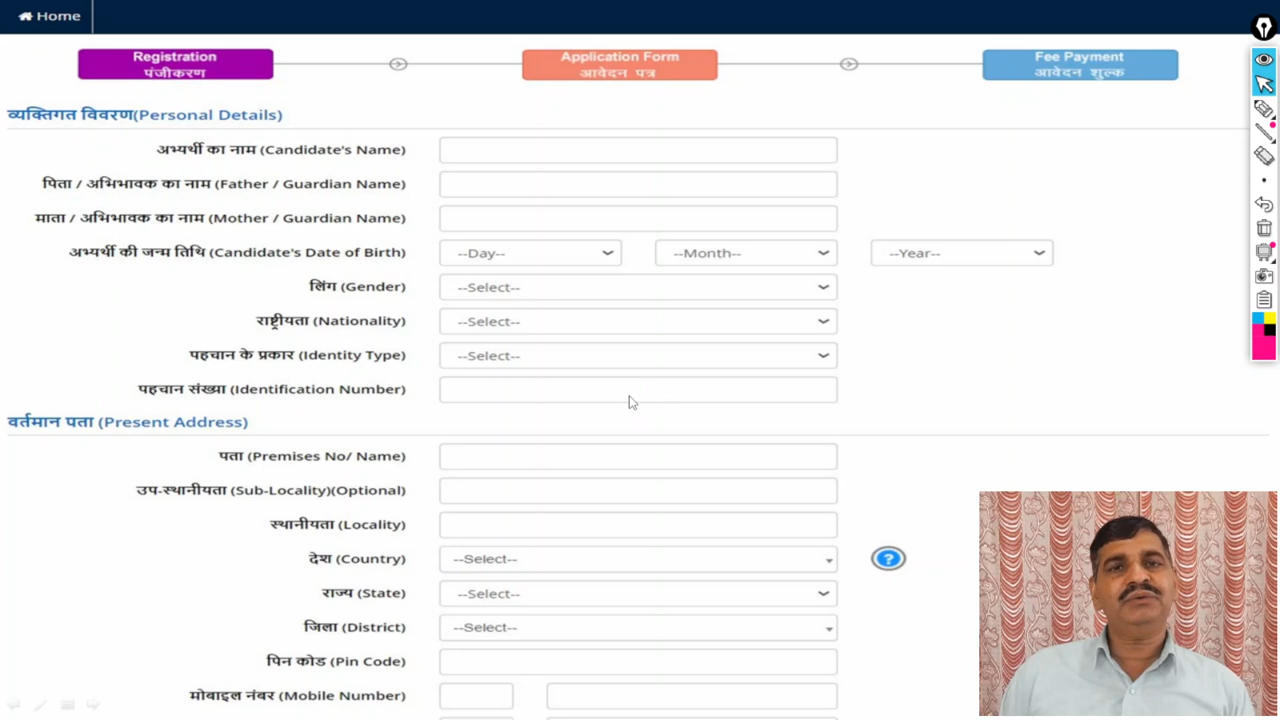 Home
Registration
पंजीकरण
Application Form
आवेदन पत्र
Fee Payment
आवेदन शुल्क
व्यक्तिगत विवरण(Personal Details)
अभ्यर्थी का नाम (Candidate's Name)
पिता / अभिभावक का नाम (Father / Guardian Name)
माता / अभिभावक का नाम (Mother / Guardian Name)
अभ्यर्थी की जन्म तिथि (Candidate's Date of Birth) --Day-- --Month-- --Year--
लिंग (Gender) --Select--
राष्ट्रीयता (Nationality) --Select--
पहचान के प्रकार (Identity Type) --Select--
पहचान संख्या (Identification Number)
वर्तमान पता (Present Address)
पता (Premises No/ Name)
उप-स्थानीयता (Sub-Locality)(Optional)
स्थानीयता (Locality)
देश (Country) --Select-- ?
राज्य (State) --Select--
जिला (District) --Select--
पिन कोड (Pin Code)
मोबाइल नंबर (Mobile Number)